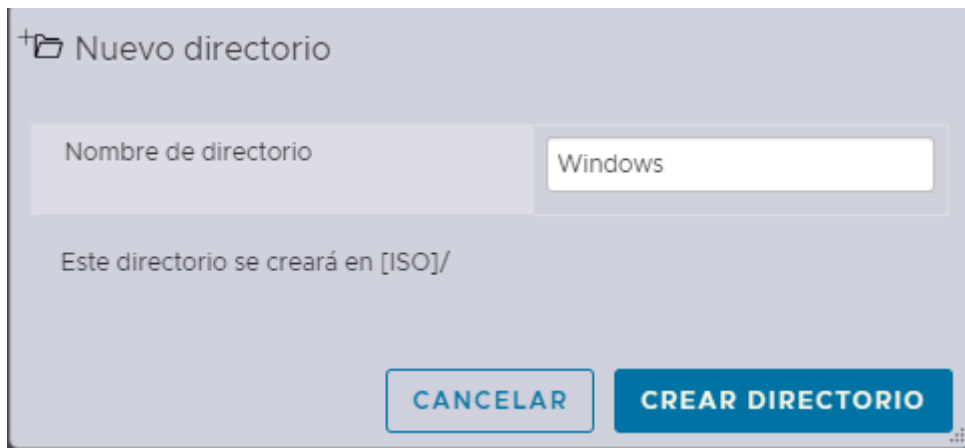 Nuevo directorio
Nombre de directorio
Windows
Este directorio se creará en [ISO]/
CANCELAR
CREAR DIRECTORIO